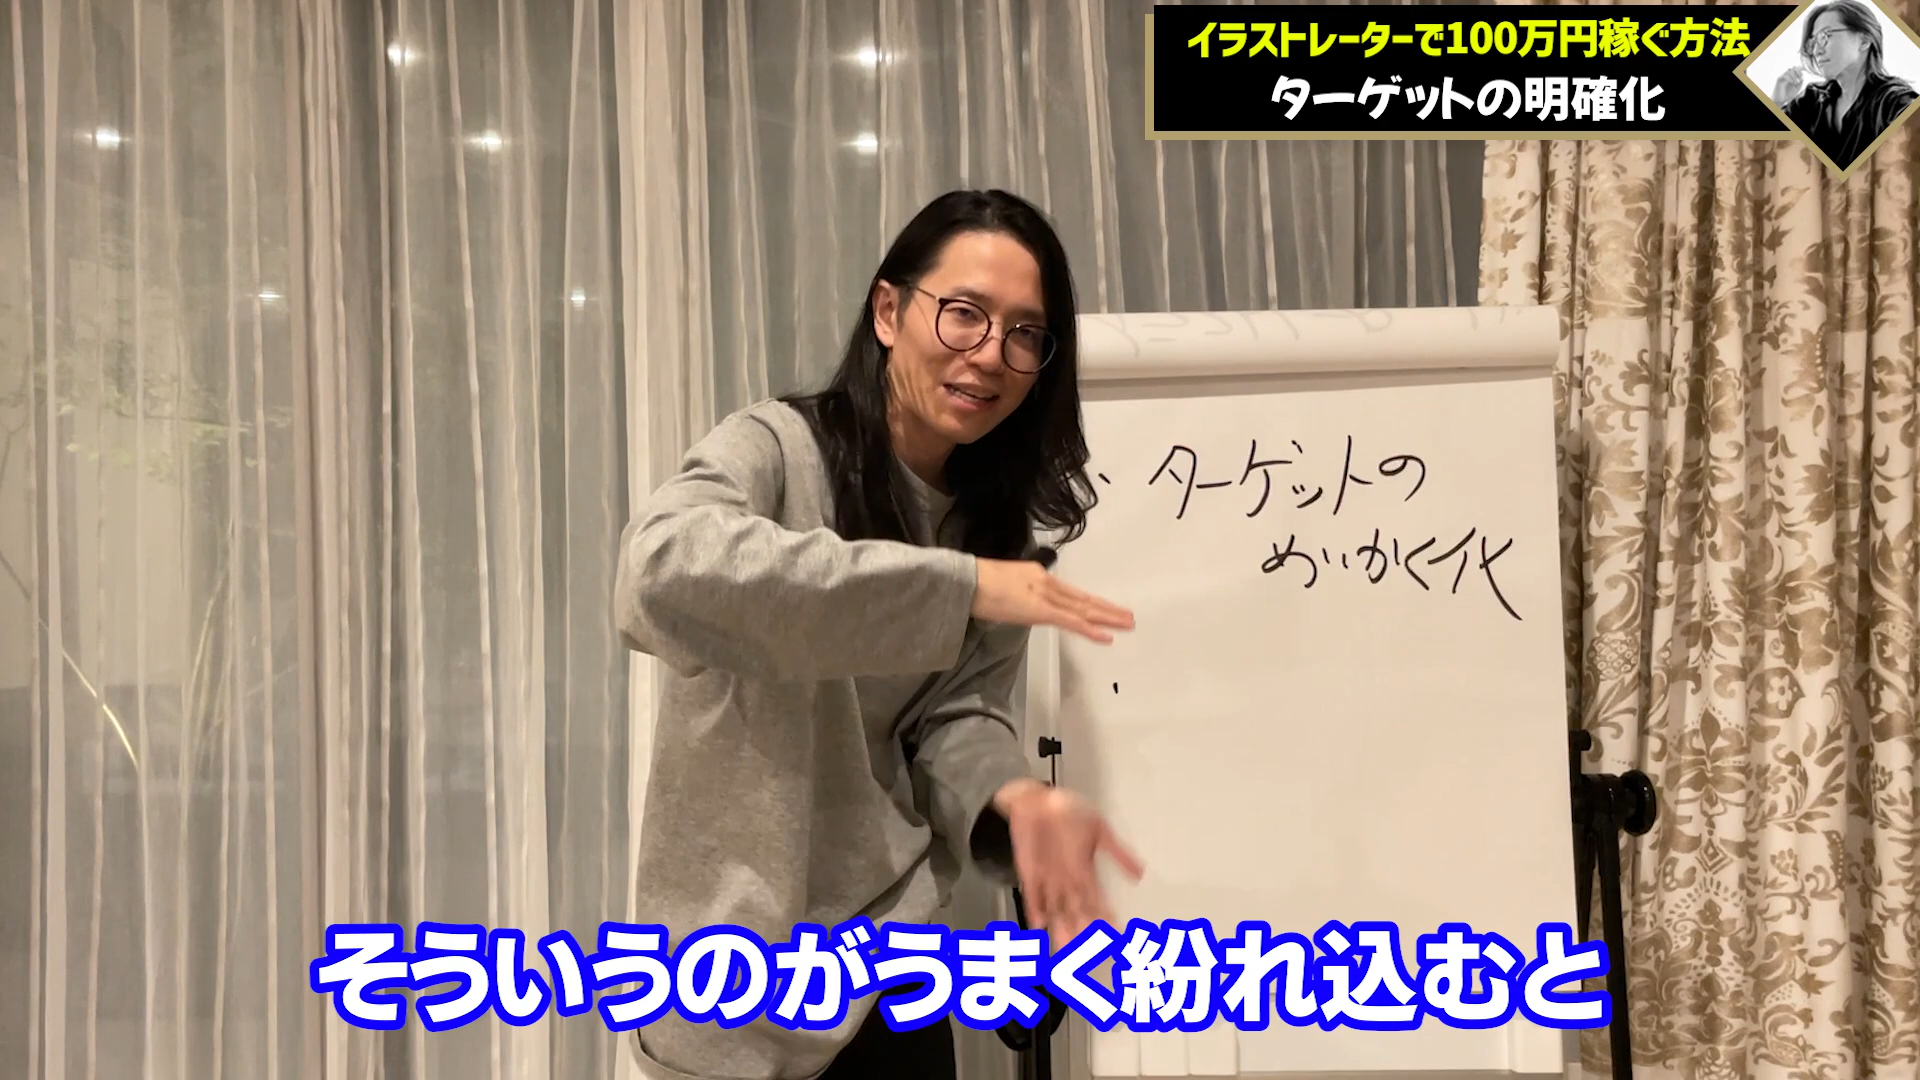 イラストレーターで100万円稼ぐ方法
ターゲットの明確化
・ターゲットの
めいかく化
・
そういうのがうまく紛れ込むと